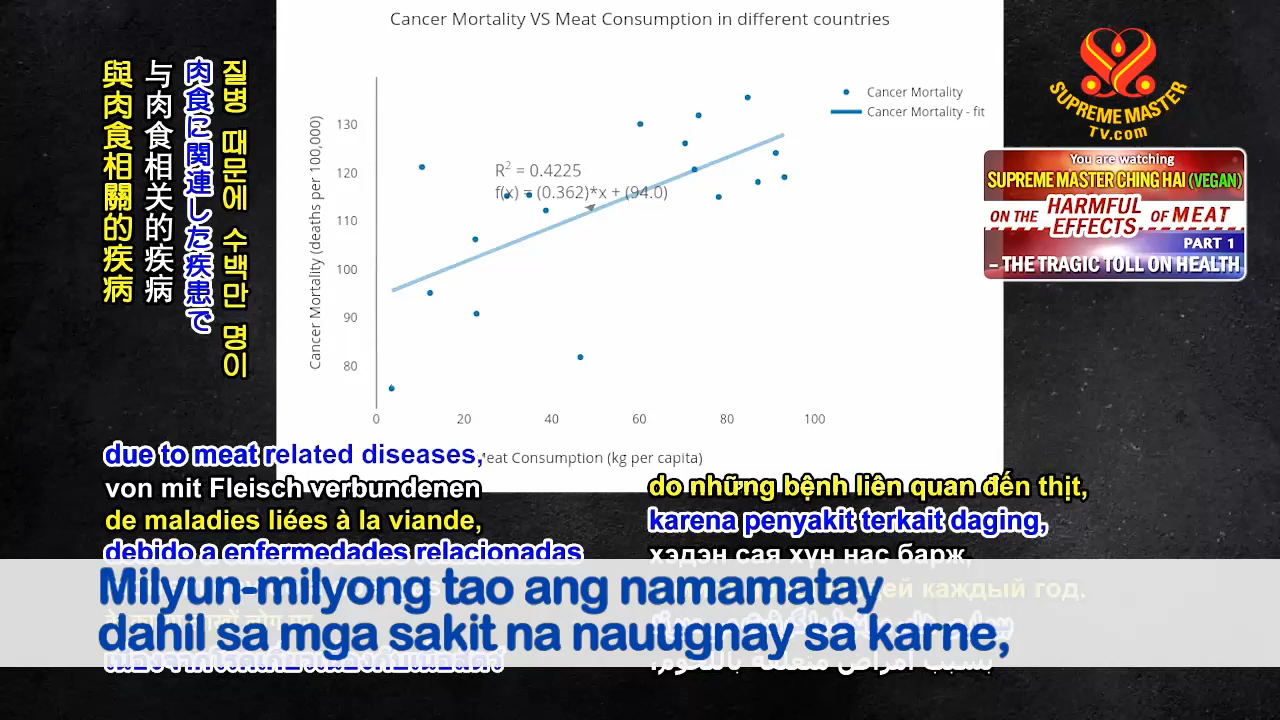 Cancer Mortality VS Meat Consumption in different countries
Cancer Mortality
Cancer Mortality - fit
R² = 0.4225
f(x) = (0.362)*x + (94.0)
Cancer Mortality (deaths per 100,000)
130
120
110
100
90
80
0 20 40 60 80 100
Meat Consumption (kg per capita)
與肉食相關的疾病
与肉食相关的疾病
肉食に関連した疾患で
질병 때문에 수백만 명이
SUPREME MASTER
TV.com
You are watching
SUPREME MASTER CHING HAI (VEGAN)
ON THE HARMFUL EFFECTS OF MEAT
PART 1
– THE TRAGIC TOLL ON HEALTH
due to meat related diseases,
von mit Fleisch verbundenen
de maladies liées à la viande,
debido a enfermedades relacionadas
do những bệnh liên quan đến thịt,
karena penyakit terkait daging,
хэдэн сая хүн нас барж,
каждый год.
Milyun-milyong tao ang namamatay
dahil sa mga sakit na nauugnay sa karne,